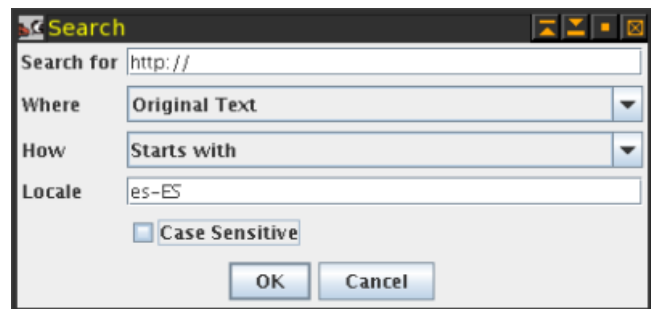 Search
Search for http://
Where Original Text
How Starts with
Locale es-ES
Case Sensitive
OK Cancel